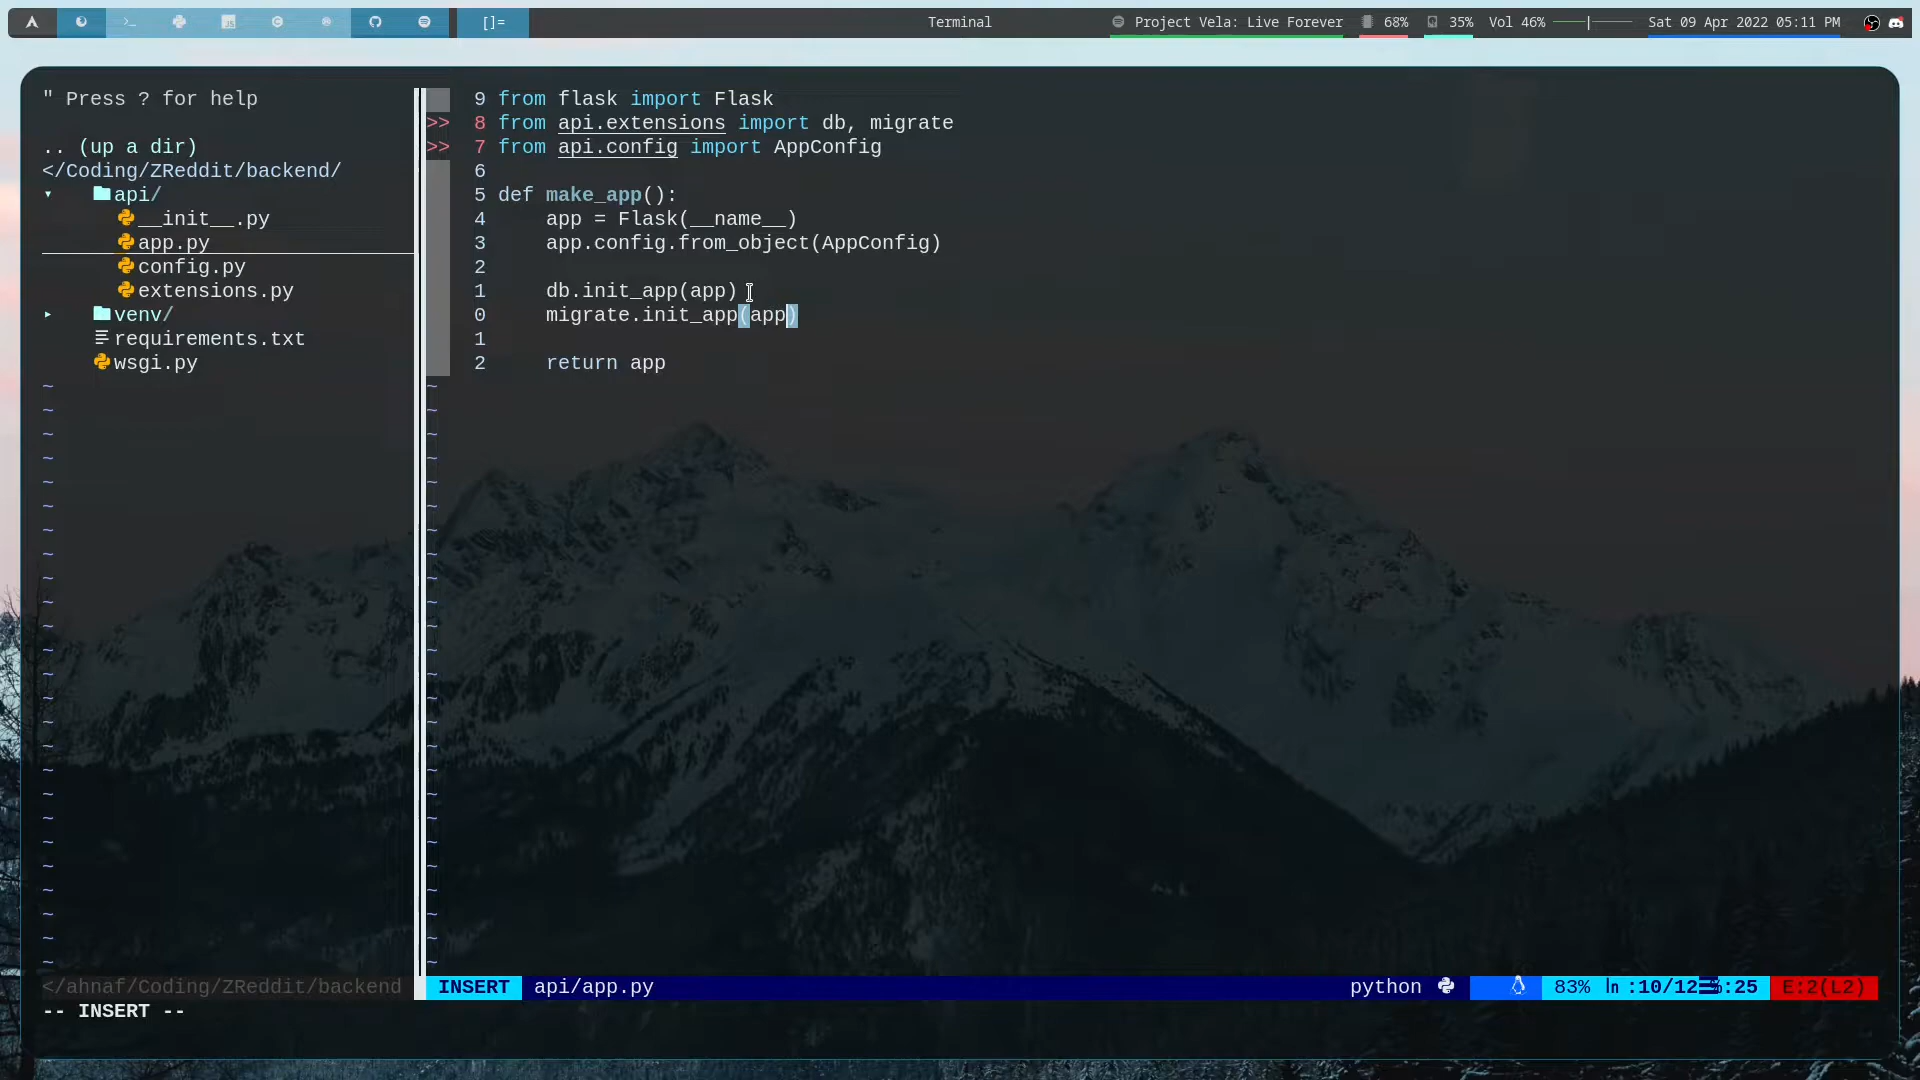 []=
Terminal
Project Vela: Live Forever
68%
35%
Vol 46%
Sat 09 Apr 2022 05:11 PM
" Press ? for help
.. (up a dir)
</Coding/ZReddit/backend/
▾ api/
__init__.py
app.py
config.py
extensions.py
▸ venv/
requirements.txt
wsgi.py
9 from flask import Flask
>> 8 from api.extensions import db, migrate
>> 7 from api.config import AppConfig
6
5 def make_app():
4     app = Flask(__name__)
3     app.config.from_object(AppConfig)
2
1     db.init_app(app)
0     migrate.init_app(app)
1
2     return app
</ahnaf/Coding/ZReddit/backend
INSERT api/app.py
python
83% ln :10/12☰%:25
E:2(L2)
-- INSERT --